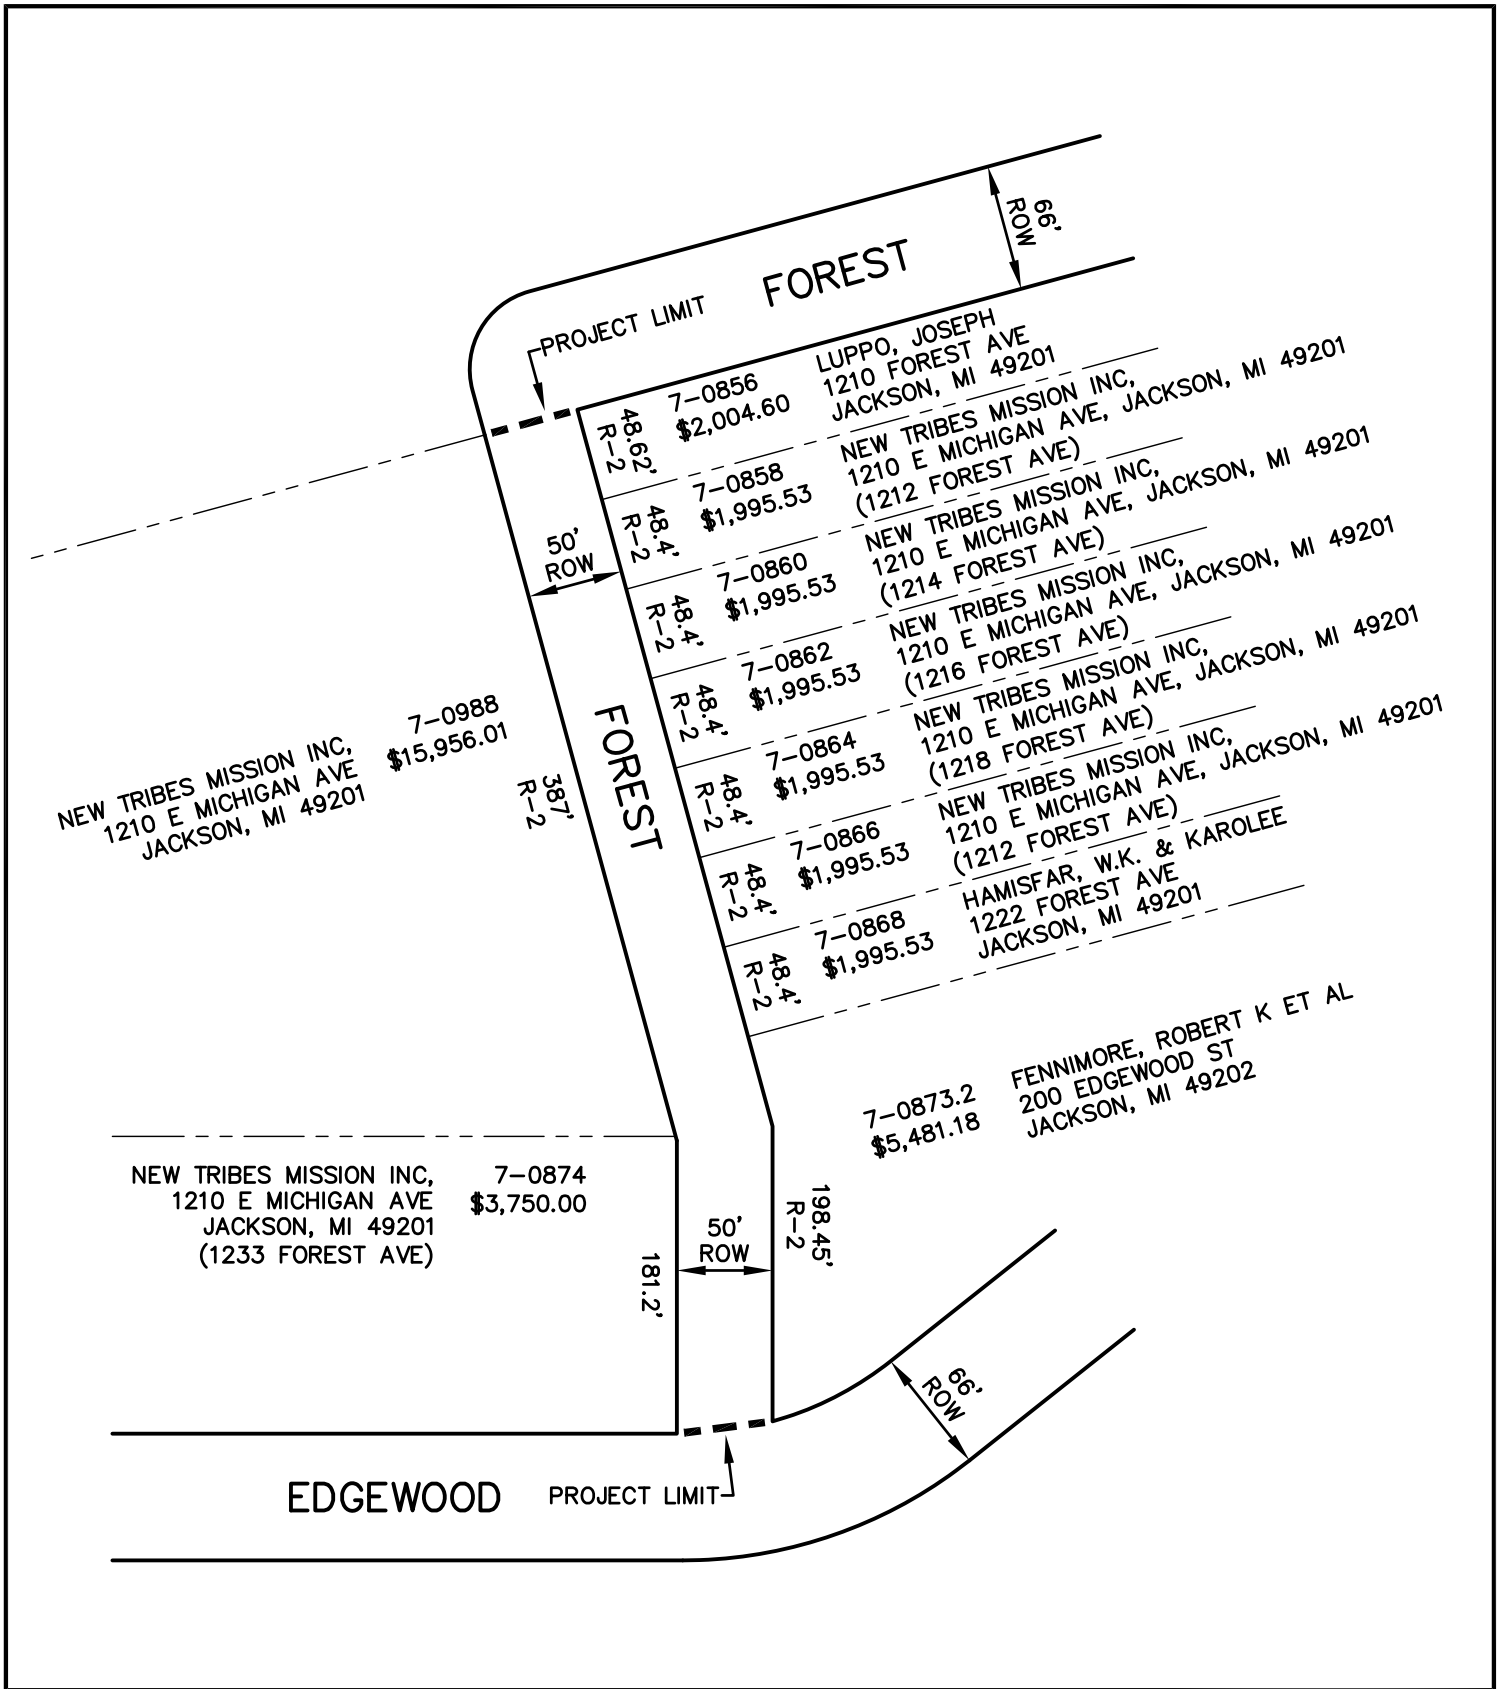 66'
ROW
FOREST
PROJECT LIMIT
48.62'
R-2
7-0856
$2,004.60
LUPPO, JOSEPH
1210 FOREST AVE
JACKSON, MI 49201
48.4'
R-2
7-0858
$1,995.53
NEW TRIBES MISSION INC,
1210 E MICHIGAN AVE, JACKSON, MI 49201
(1212 FOREST AVE)
50'
ROW
48.4'
R-2
7-0860
$1,995.53
NEW TRIBES MISSION INC,
1210 E MICHIGAN AVE, JACKSON, MI 49201
(1214 FOREST AVE)
48.4'
R-2
7-0862
$1,995.53
NEW TRIBES MISSION INC,
1210 E MICHIGAN AVE, JACKSON, MI 49201
(1216 FOREST AVE)
48.4'
R-2
7-0864
$1,995.53
NEW TRIBES MISSION INC,
1210 E MICHIGAN AVE, JACKSON, MI 49201
(1218 FOREST AVE)
48.4'
R-2
7-0866
$1,995.53
NEW TRIBES MISSION INC,
1210 E MICHIGAN AVE, JACKSON, MI 49201
(1212 FOREST AVE)
48.4'
R-2
7-0868
$1,995.53
HAMISFAR, W.K. & KAROLEE
1222 FOREST AVE
JACKSON, MI 49201
FOREST
NEW TRIBES MISSION INC,
1210 E MICHIGAN AVE
JACKSON, MI 49201
7-0988
$15,956.01
387'
R-2
7-0873.2
$5,481.18
FENNIMORE, ROBERT K ET AL
200 EDGEWOOD ST
JACKSON, MI 49202
NEW TRIBES MISSION INC,
1210 E MICHIGAN AVE
JACKSON, MI 49201
(1233 FOREST AVE)
7-0874
$3,750.00
181.2'
50'
ROW
198.45'
R-2
66'
ROW
EDGEWOOD
PROJECT LIMIT